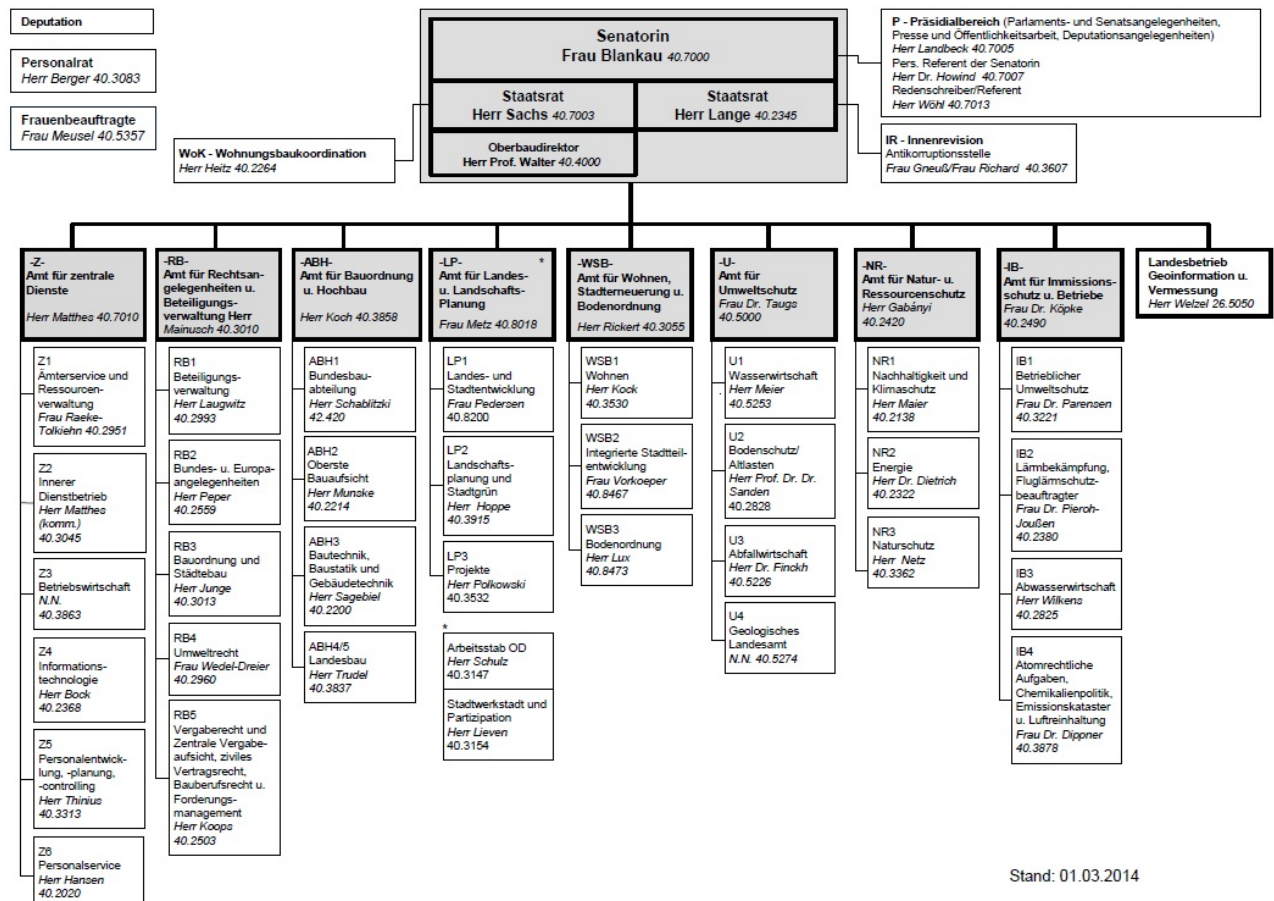 Deputation
Personalrat
Herr Berger 40.3083
Frauenbeauftragte
Frau Meusel 40.5357
Senatorin
Frau Blankau 40.7000
Staatsrat
Herr Sachs 40.7003
Staatsrat
Herr Lange 40.2345
Oberbaudirektor
Herr Prof. Walter 40.4000
WoK - Wohnungsbaukoordination
Herr Heitz 40.2264
P - Präsidialbereich (Parlaments- und Senatsangelegenheiten,
Presse und Öffentlichkeitsarbeit, Deputationsangelegenheiten)
Herr Landbeck 40.7005
Pers. Referent der Senatorin
Herr Dr. Howind 40.7007
Redenschreiber/Referent
Herr Wöhl 40.7013
IR - Innenrevision
Antikorruptionsstelle
Frau Gneuß/Frau Richard 40.3607
-Z-
Amt für zentrale
Dienste
Herr Matthes 40.7010
Z1
Ämterservice und
Ressourcen-
verwaltung
Frau Raeke-
Tolkiehn 40.2951
Z2
Innerer
Dienstbetrieb
Herr Matthes
(komm.)
40.3045
Z3
Betriebswirtschaft
N.N.
40.3863
Z4
Informations-
technologie
Herr Bock
40.2368
Z5
Personalentwick-
lung, -planung,
-controlling
Herr Thinius
40.3313
Z6
Personalservice
Herr Hansen
40.2020
-RB-
Amt für Rechtsan-
gelegenheiten u.
Beteiligungs-
verwaltung Herr
Mainusch 40.3010
RB1
Beteiligungs-
verwaltung
Herr Laugwitz
40.2993
RB2
Bundes- u. Europa-
angelegenheiten
Herr Peper
40.2559
RB3
Bauordnung und
Städtebau
Herr Junge
40.3013
RB4
Umweltrecht
Frau Wedel-Dreier
40.2960
RB5
Vergaberecht und
Zentrale Vergabe-
aufsicht, ziviles
Vertragsrecht,
Bauberufsrecht u.
Forderungs-
management
Herr Koops
40.2503
-ABH-
Amt für Bauordnung
u. Hochbau
Herr Koch 40.3858
ABH1
Bundesbau-
abteilung
Herr Schablitzki
42.420
ABH2
Oberste
Bauaufsicht
Herr Munske
40.2214
ABH3
Bautechnik,
Baustatik und
Gebäudetechnik
Herr Sagebiel
40.2200
ABH4/5
Landesbau
Herr Trudel
40.3837
-LP- *
Amt für Landes-
u. Landschafts-
Planung
Frau Metz 40.8018
LP1
Landes- und
Stadtentwicklung
Frau Pedersen
40.8200
LP2
Landschafts-
planung und
Stadtgrün
Herr Hoppe
40.3915
LP3
Projekte
Herr Polkowski
40.3532
*
Arbeitsstab OD
Herr Schulz
40.3147
Stadtwerkstadt und
Partizipation
Herr Lieven
40.3154
-WSB-
Amt für Wohnen,
Stadterneuerung u.
Bodenordnung
Herr Rickert 40.3055
WSB1
Wohnen
Herr Kock
40.3530
WSB2
Integrierte Stadtteil-
entwicklung
Frau Vorkoeper
40.8467
WSB3
Bodenordnung
Herr Lux
40.8473
-U-
Amt für
Umweltschutz
Frau Dr. Taugs
40.5000
U1
Wasserwirtschaft
Herr Meier
40.5253
U2
Bodenschutz/
Altlasten
Herr Prof. Dr. Dr.
Sanden
40.2828
U3
Abfallwirtschaft
Herr Dr. Finckh
40.5226
U4
Geologisches
Landesamt
N.N. 40.5274
-NR-
Amt für Natur- u.
Ressourcenschutz
Herr Gabányi
40.2420
NR1
Nachhaltigkeit und
Klimaschutz
Herr Maier
40.2138
NR2
Energie
Herr Dr. Dietrich
40.2322
NR3
Naturschutz
Herr Netz
40.3362
-IB-
Amt für Immissions-
schutz u. Betriebe
Frau Dr. Köpke
40.2490
IB1
Betrieblicher
Umweltschutz
Frau Dr. Parensen
40.3221
IB2
Lärmbekämpfung,
Fluglärmschutz-
beauftragter
Frau Dr. Pieroh-
Joußen
40.2380
IB3
Abwasserwirtschaft
Herr Wilkens
40.2825
IB4
Atomrechtliche
Aufgaben,
Chemikalienpolitik,
Emissionskataster
u. Luftreinhaltung
Frau Dr. Dippner
40.3878
Landesbetrieb
Geoinformation u.
Vermessung
Herr Welzel 26.5050
Stand: 01.03.2014